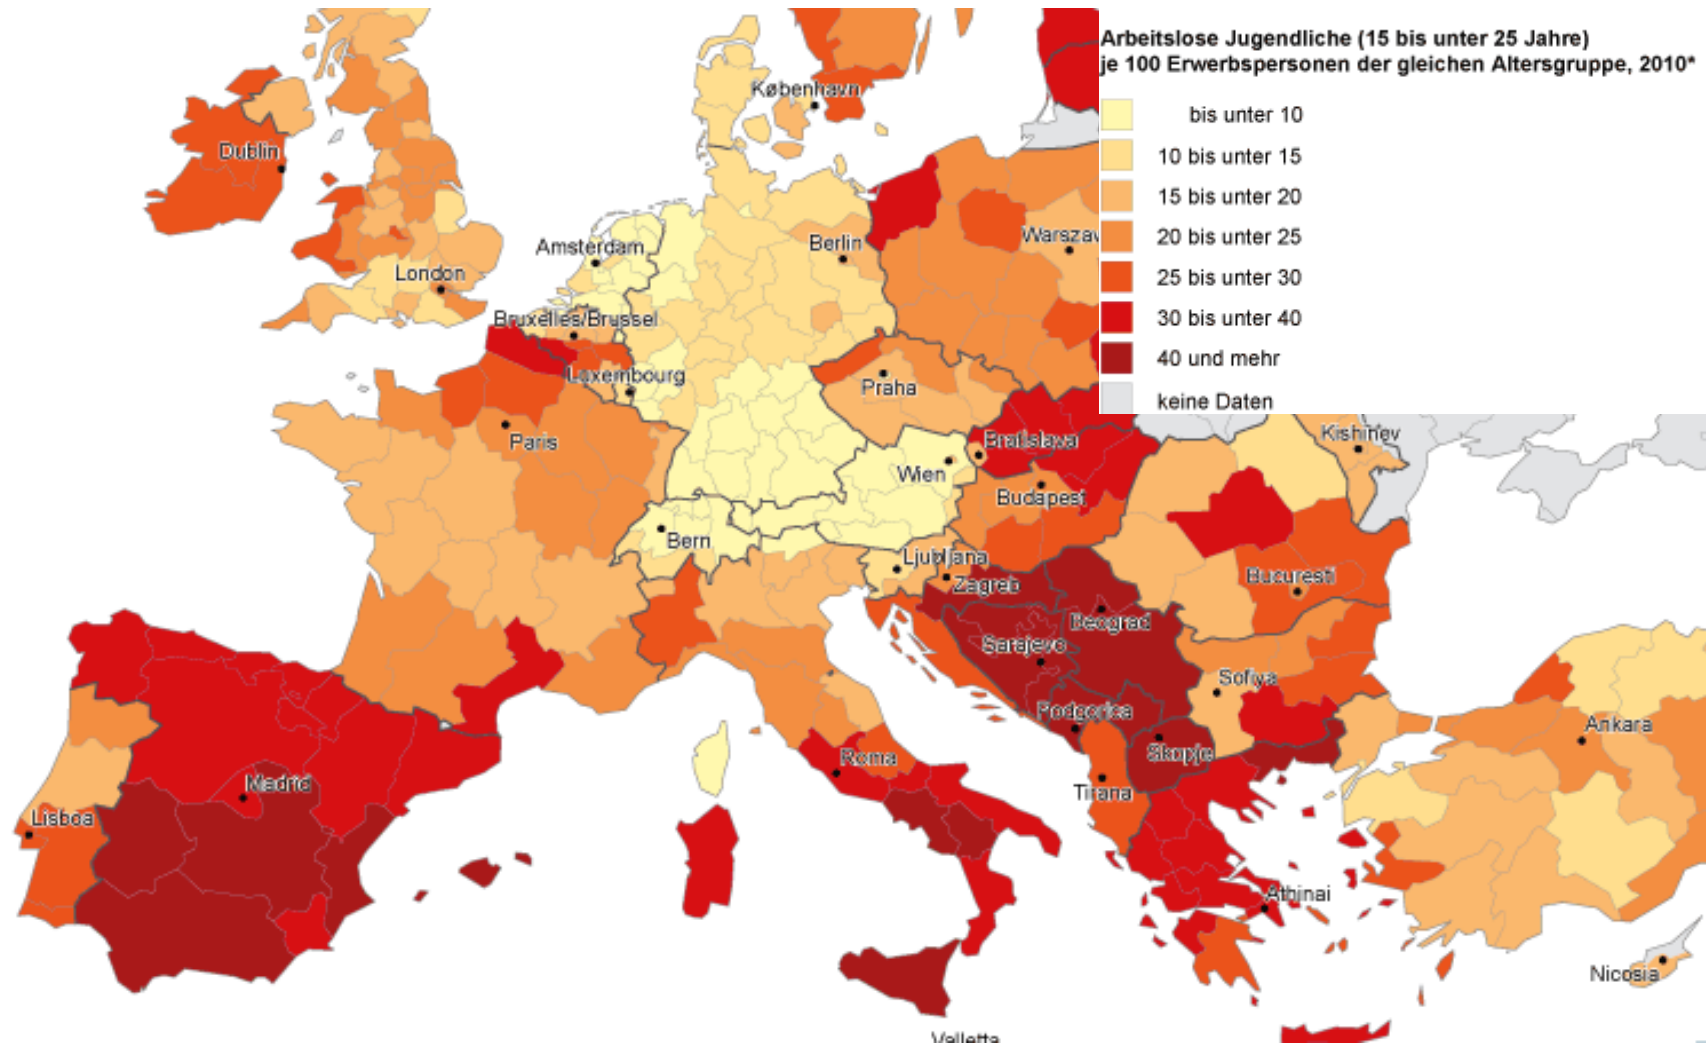 Arbeitslose Jugendliche (15 bis unter 25 Jahre)
je 100 Erwerbspersonen der gleichen Altersgruppe, 2010*
bis unter 10
10 bis unter 15
15 bis unter 20
20 bis unter 25
25 bis unter 30
30 bis unter 40
40 und mehr
keine Daten
København
Dublin
Warszaw
Amsterdam
Berlin
London
Bruxelles/Brussel
Luxembourg
Praha
Paris
Bratislava
Kishinev
Wien
Budapest
Bern
Ljubljana
Zagreb
Bucuresti
Beograd
Sarajevo
Sofiya
Podgorica
Ankara
Skopje
Roma
Madrid
Tirana
Lisboa
Athinai
Nicosia
Valletta